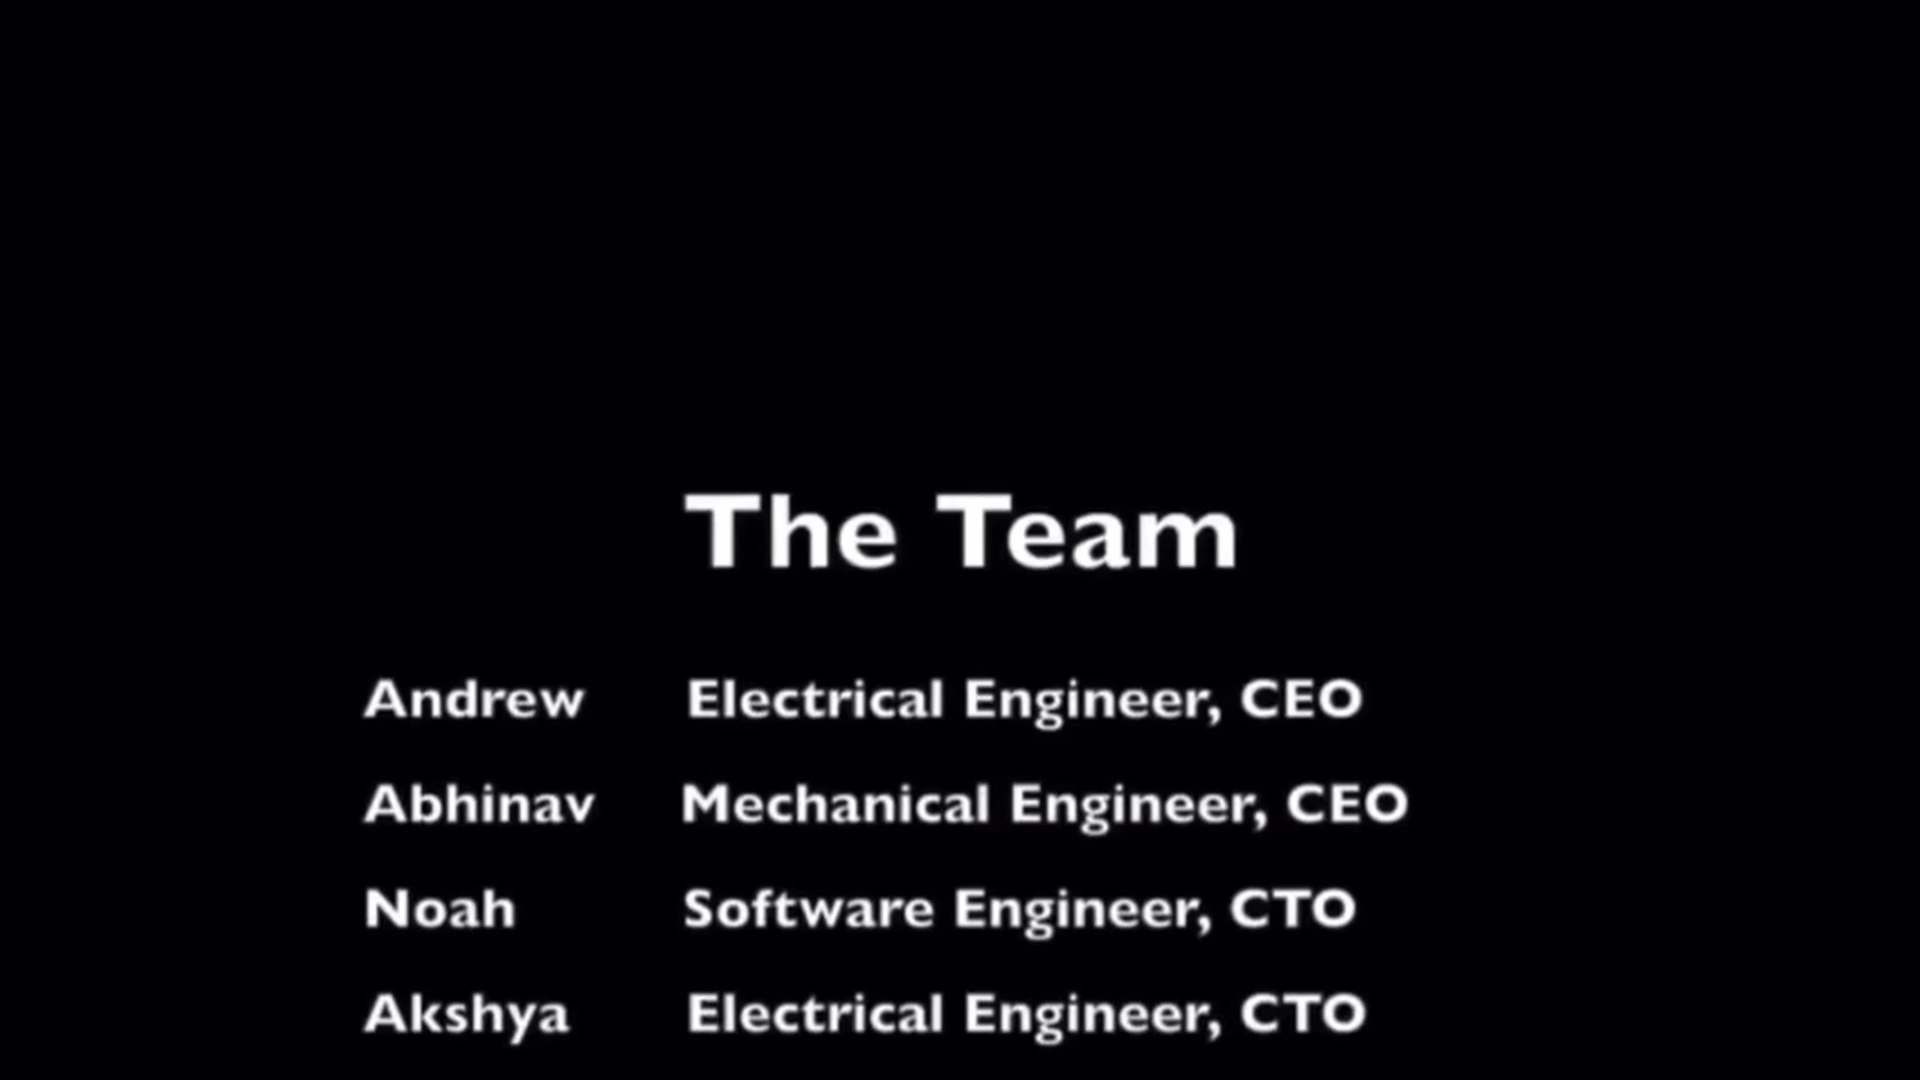 The Team
Andrew Electrical Engineer, CEO
Abhinav Mechanical Engineer, CEO
Noah Software Engineer, CTO
Akshya Electrical Engineer, CTO